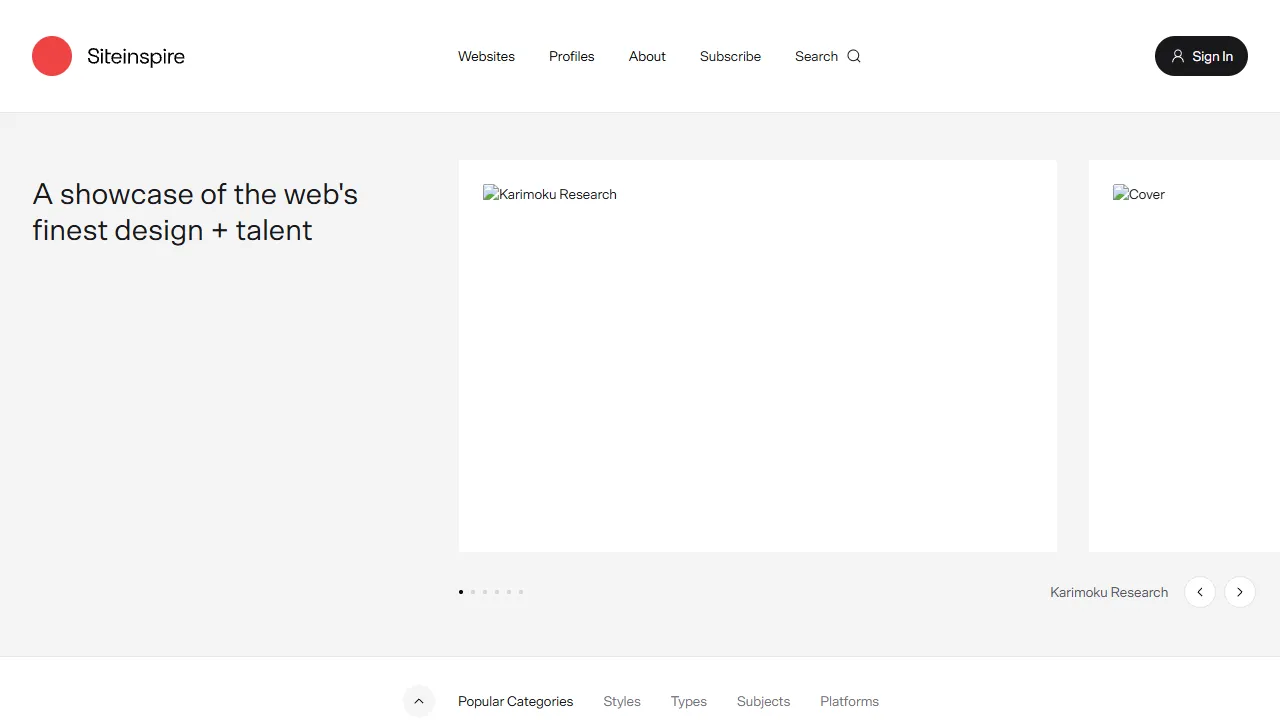 Siteinspire
Websites Profiles About Subscribe Search
Sign In
A showcase of the web's
finest design + talent
Karimoku Research
Cover
Karimoku Research
Popular Categories Styles Types Subjects Platforms